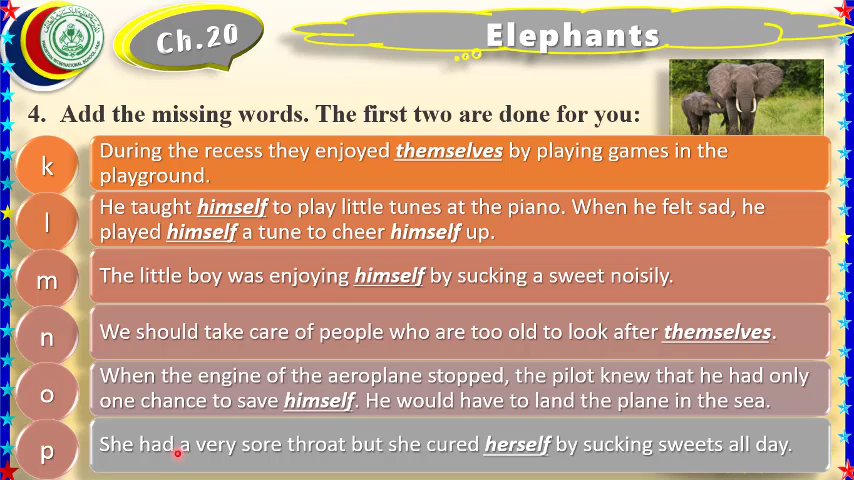 Ch.20
Elephants
4. Add the missing words. The first two are done for you:
k
During the recess they enjoyed themselves by playing games in the
playground.
l
He taught himself to play little tunes at the piano. When he felt sad, he
played himself a tune to cheer himself up.
m
The little boy was enjoying himself by sucking a sweet noisily.
n
We should take care of people who are too old to look after themselves.
o
When the engine of the aeroplane stopped, the pilot knew that he had only
one chance to save himself. He would have to land the plane in the sea.
p
She had a very sore throat but she cured herself by sucking sweets all day.